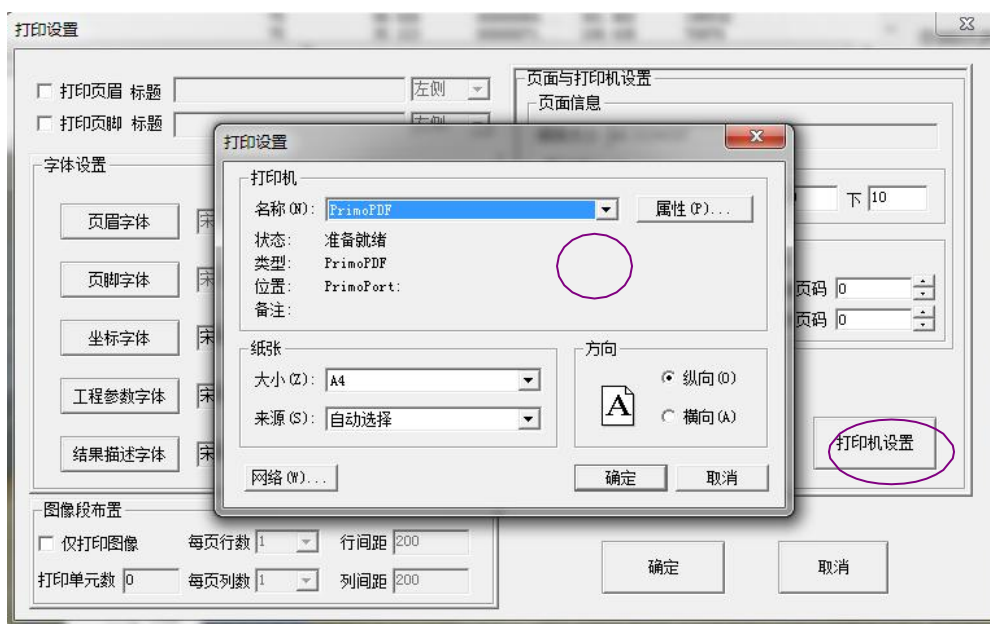 打印设置
打印页眉 标题 左侧
打印页脚 标题
字体设置
页眉字体
页脚字体
坐标字体
工程参数字体
结果描述字体
图像段布置
仅打印图像 每页行数 1 行间距 200
打印单元数 0 每页列数 1 列间距 200
页面与打印机设置
页面信息
下 10
页码 0
页码 0
打印机设置
确定 取消
打印设置
打印机
名称(N): PrimoPDF 属性(P)...
状态: 准备就绪
类型: PrimoPDF
位置: PrimoPort:
备注:
纸张
大小(Z): A4
来源(S): 自动选择
方向
A
纵向(O)
横向(A)
网络(W)... 确定 取消